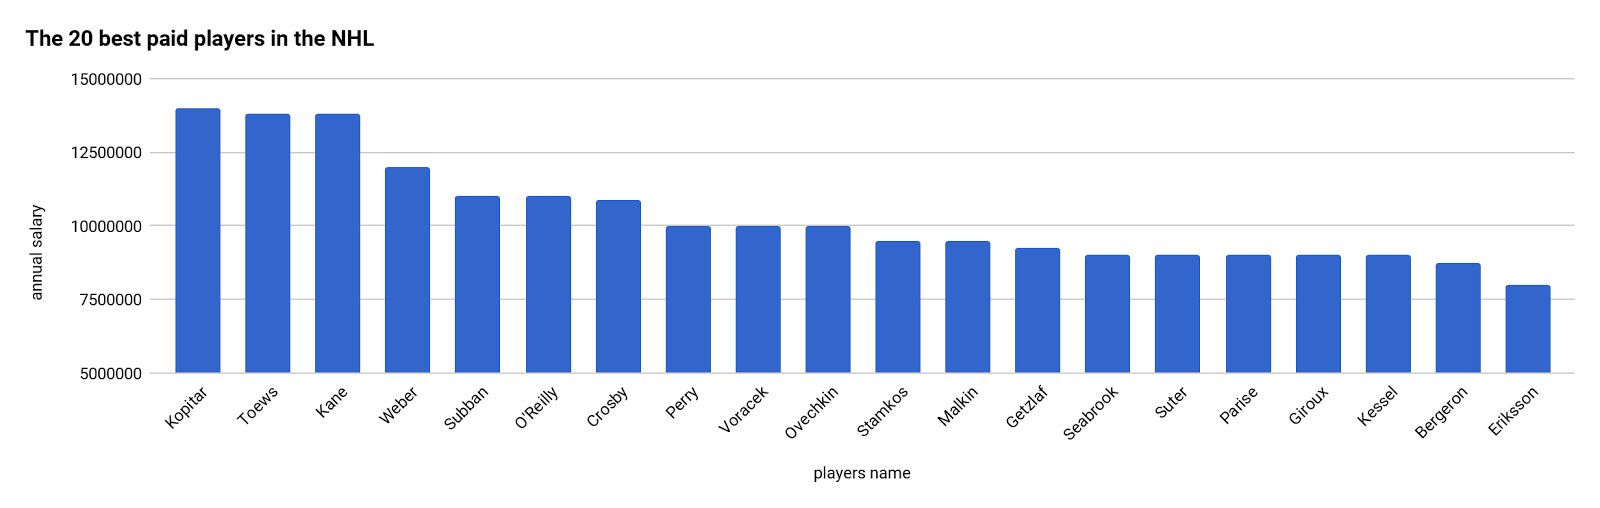 The 20 best paid players in the NHL
15000000
12500000
10000000
7500000
5000000
annual salary
Kopitar
Toews
Kane
Weber
Subban
O'Reilly
Crosby
Perry
Voracek
Ovechkin
Stamkos
Malkin
Getzlaf
Seabrook
Suter
Parise
Giroux
Kessel
Bergeron
Eriksson
players name